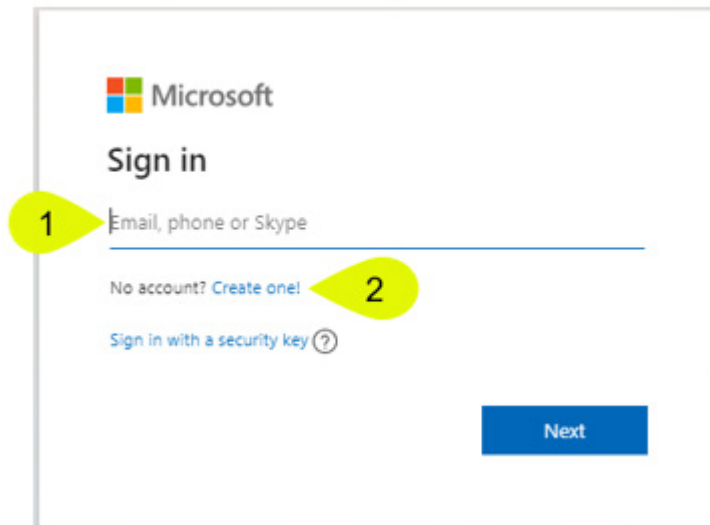 Microsoft
Sign in
1
Email, phone or Skype
No account? Create one!
2
Sign in with a security key ?
Next